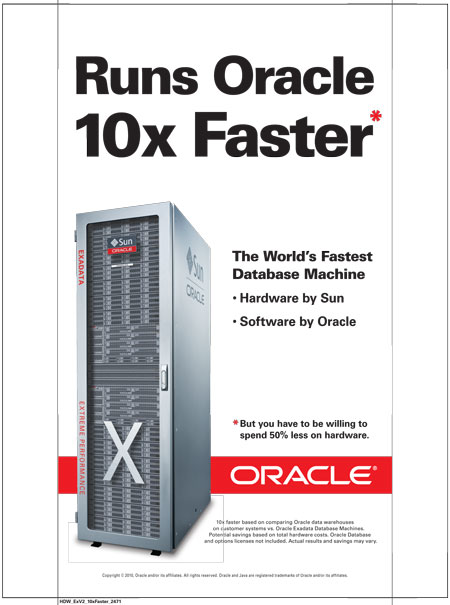 Runs Oracle
10x Faster*
Sun
ORACLE
EXADATA
Sun
ORACLE
The World's Fastest
Database Machine
• Hardware by Sun
• Software by Oracle
EXTREME PERFORMANCE
X
*But you have to be willing to
spend 50% less on hardware.
ORACLE®
10x faster based on comparing Oracle data warehouses
on customer systems vs. Oracle Exadata Database Machines.
Potential savings based on total hardware costs. Oracle Database
and options licenses not included. Actual results and savings may vary.
Copyright © 2010, Oracle and/or its affiliates. All rights reserved. Oracle and Java are registered trademarks of Oracle and/or its affiliates.
HDW_ExV2_10xFaster_2471